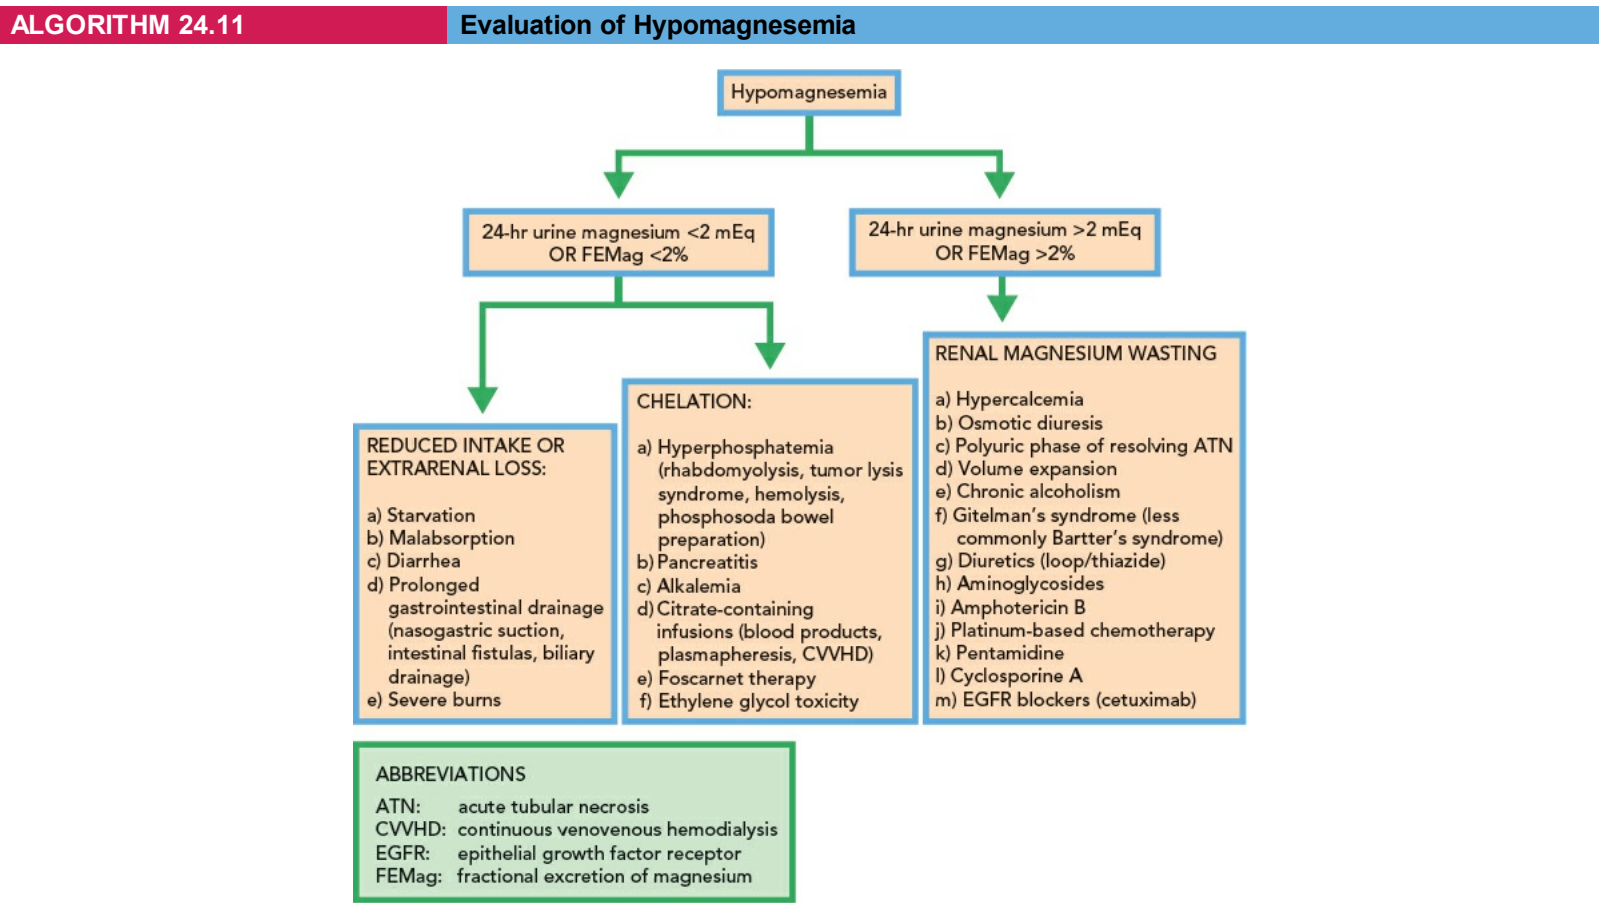 ALGORITHM 24.11
Evaluation of Hypomagnesemia
Hypomagnesemia
24-hr urine magnesium <2 mEq
OR FEMag <2%
24-hr urine magnesium >2 mEq
OR FEMag >2%
REDUCED INTAKE OR
EXTRARENAL LOSS:
a) Starvation
b) Malabsorption
c) Diarrhea
d) Prolonged
gastrointestinal drainage
(nasogastric suction,
intestinal fistulas, biliary
drainage)
e) Severe burns
CHELATION:
a) Hyperphosphatemia
(rhabdomyolysis, tumor lysis
syndrome, hemolysis,
phosphosoda bowel
preparation)
b) Pancreatitis
c) Alkalemia
d) Citrate-containing
infusions (blood products,
plasmapheresis, CVVHD)
e) Foscarnet therapy
f) Ethylene glycol toxicity
RENAL MAGNESIUM WASTING
a) Hypercalcemia
b) Osmotic diuresis
c) Polyuric phase of resolving ATN
d) Volume expansion
e) Chronic alcoholism
f) Gitelman's syndrome (less
commonly Bartter's syndrome)
g) Diuretics (loop/thiazide)
h) Aminoglycosides
i) Amphotericin B
j) Platinum-based chemotherapy
k) Pentamidine
l) Cyclosporine A
m) EGFR blockers (cetuximab)
ABBREVIATIONS
ATN: acute tubular necrosis
CVVHD: continuous venovenous hemodialysis
EGFR: epithelial growth factor receptor
FEMag: fractional excretion of magnesium